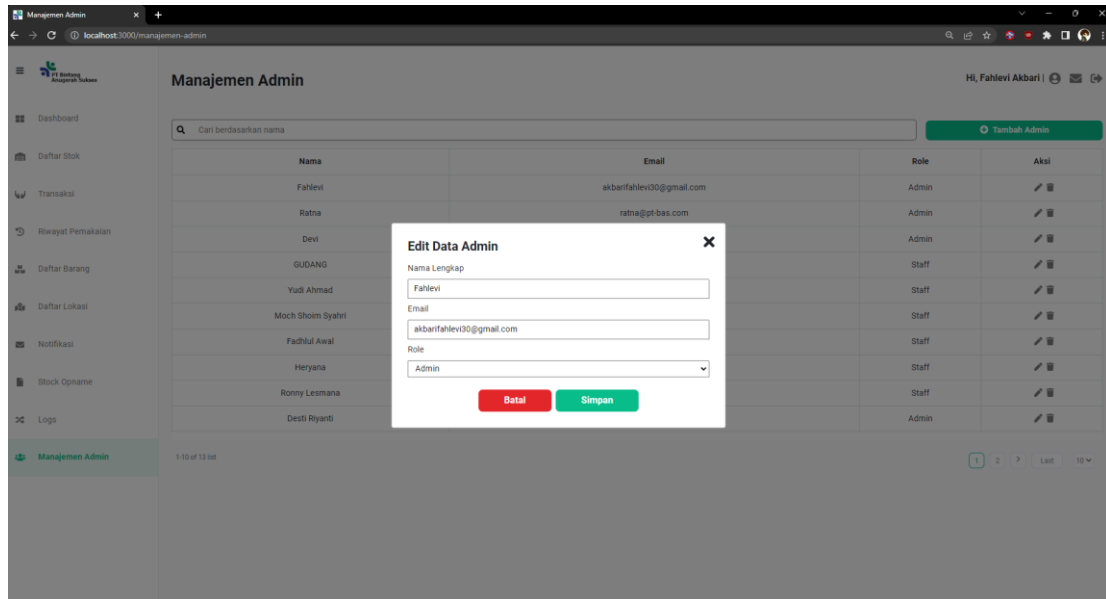 Manajemen Admin
localhost:3000/manajemen-admin
PT Bintang
Anugerah Sukses
Manajemen Admin
Hi, Fahlevi Akbari |
Dashboard
Daftar Stok
Transaksi
Riwayat Pemakaian
Daftar Barang
Daftar Lokasi
Notifikasi
Stock Opname
Logs
Manajemen Admin
Cari berdasarkan nama
Tambah Admin
Nama Email Role Aksi
Fahlevi akbarifahlevi30@gmail.com Admin
Ratna ratna@pt-bas.com Admin
Devi Admin
GUDANG Staff
Yudi Ahmad Staff
Moch Shoim Syahri Staff
Fadhlul Awal Staff
Heryana Staff
Ronny Lesmana Staff
Desti Riyanti Admin
1-10 of 13 list
1 2 > Last 10
Edit Data Admin
Nama Lengkap
Fahlevi
Email
akbarifahlevi30@gmail.com
Role
Admin
Batal Simpan